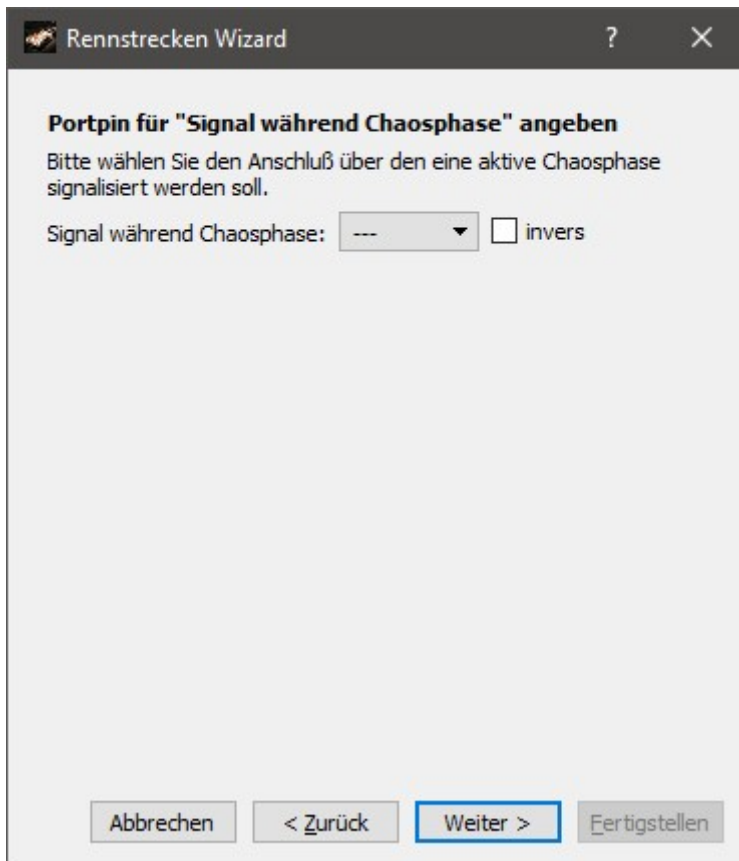 Rennstrecken Wizard ?
Portpin für "Signal während Chaosphase" angeben
Bitte wählen Sie den Anschluß über den eine aktive Chaosphase
signalisiert werden soll.
Signal während Chaosphase: --- invers
Abbrechen < Zurück Weiter > Fertigstellen